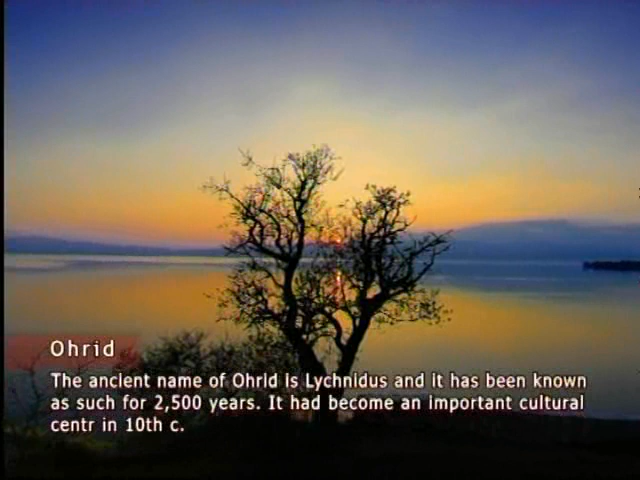 Ohrid
The ancient name of Ohrid is Lychnidus and it has been known
as such for 2,500 years. It had become an important cultural
centr in 10th c.